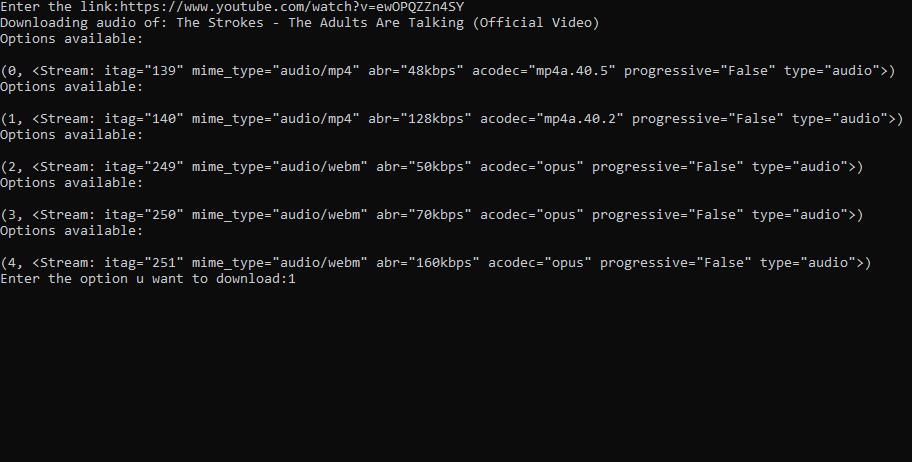 Enter the link:https://www.youtube.com/watch?v=ewOPQZZn4SY
Downloading audio of: The Strokes - The Adults Are Talking (Official Video)
Options available:
(0, <Stream: itag="139" mime_type="audio/mp4" abr="48kbps" acodec="mp4a.40.5" progressive="False" type="audio">)
Options available:
(1, <Stream: itag="140" mime_type="audio/mp4" abr="128kbps" acodec="mp4a.40.2" progressive="False" type="audio">)
Options available:
(2, <Stream: itag="249" mime_type="audio/webm" abr="50kbps" acodec="opus" progressive="False" type="audio">)
Options available:
(3, <Stream: itag="250" mime_type="audio/webm" abr="70kbps" acodec="opus" progressive="False" type="audio">)
Options available:
(4, <Stream: itag="251" mime_type="audio/webm" abr="160kbps" acodec="opus" progressive="False" type="audio">)
Enter the option u want to download:1